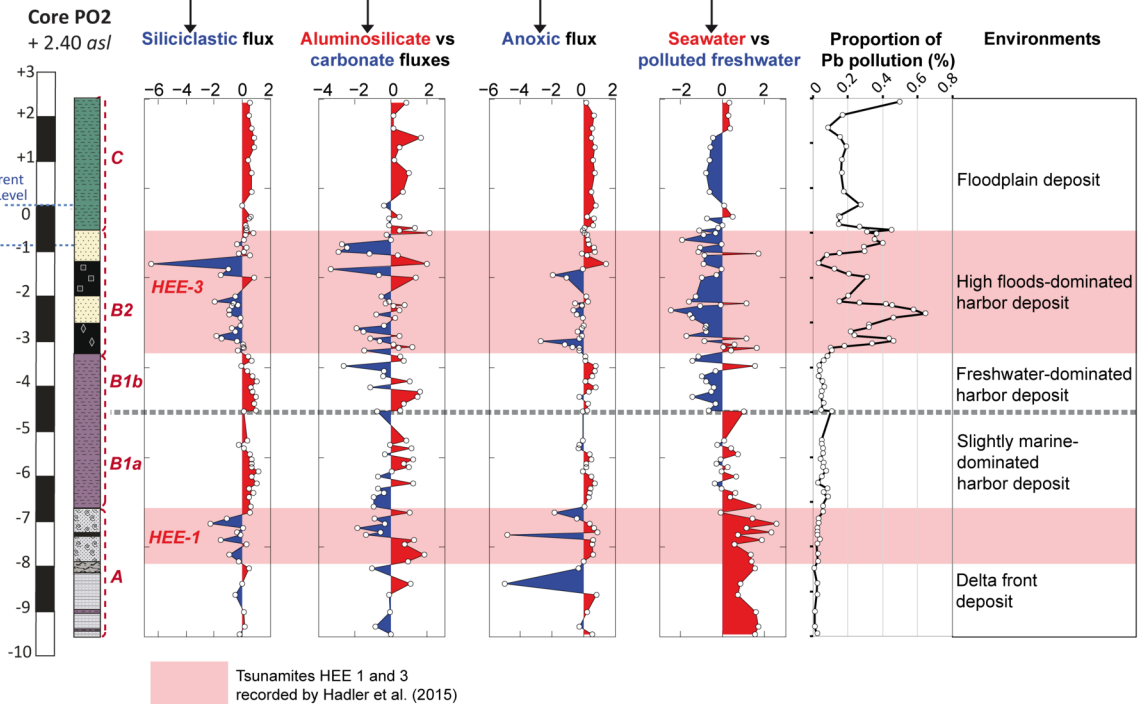 Core PO2
+ 2.40 asl
Siliciclastic flux
Aluminosilicate vs
carbonate fluxes
Anoxic flux
Seawater vs
polluted freshwater
Proportion of
Pb pollution (%)
Environments
−6 −4 −2 0 2
−6 −4 −2 0 2
−6 −4 −2 0 2
−6 −4 −2 0 2
0 0.2 0.4 0.6 0.8
+3
+2
+1
0
-1
-2
-3
-4
-5
-6
-7
-8
-9
-10
rent
Level
C
B2
B1b
B1a
A
HEE-3
HEE-1
Floodplain deposit
High floods-dominated
harbor deposit
Freshwater-dominated
harbor deposit
Slightly marine-
dominated
harbor deposit
Delta front
deposit
Tsunamites HEE 1 and 3
recorded by Hadler et al. (2015)